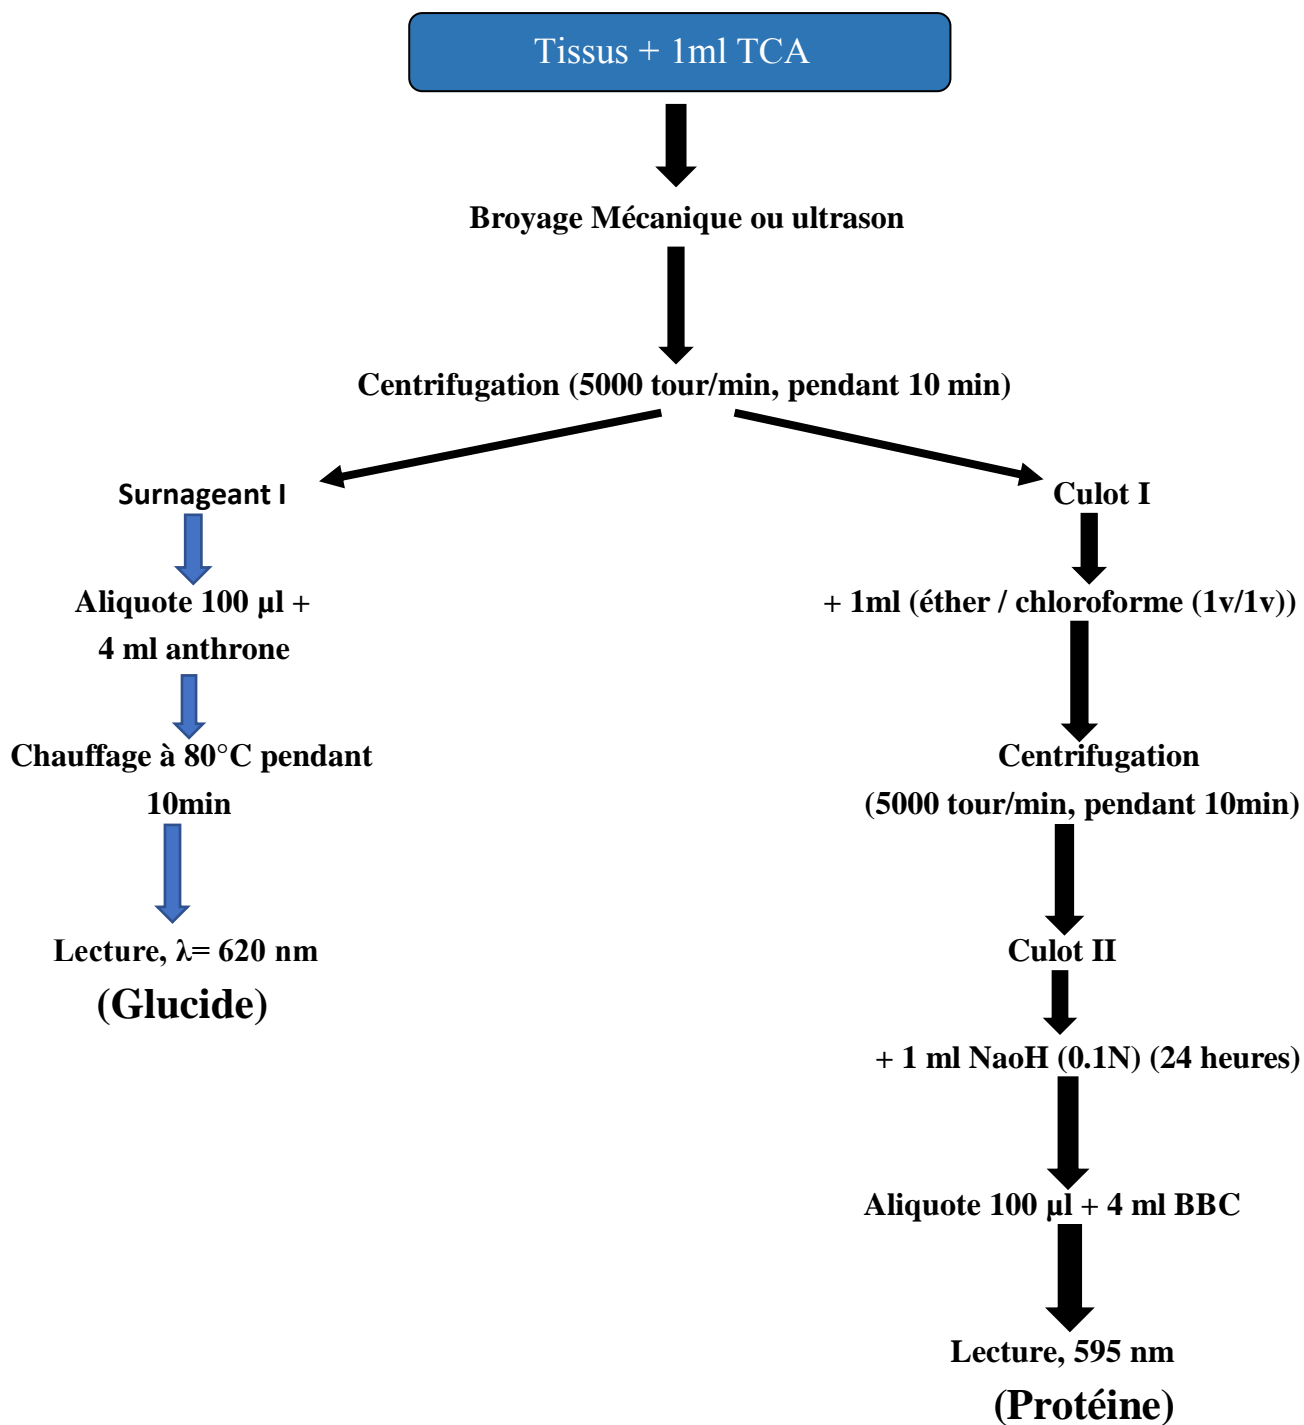 Tissus + 1ml TCA
Broyage Mécanique ou ultrason
Centrifugation (5000 tour/min, pendant 10 min)
Surnageant I
Aliquote 100 µl +
4 ml anthrone
Chauffage à 80°C pendant
10min
Lecture, λ= 620 nm
(Glucide)
Culot I
+ 1ml (éther / chloroforme (1v/1v))
Centrifugation
(5000 tour/min, pendant 10min)
Culot II
+ 1 ml NaoH (0.1N) (24 heures)
Aliquote 100 µl + 4 ml BBC
Lecture, 595 nm
(Protéine)